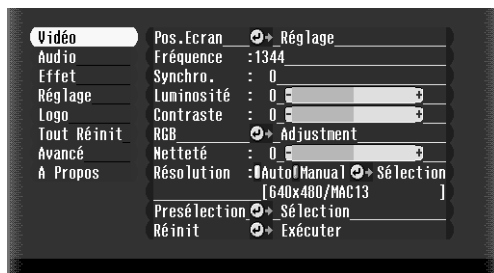 Vidéo
Audio
Effet
Réglage
Logo
Tout Réinit
Avancé
A Propos
Pos.Ecran Réglage
Fréquence :1344
Synchro. : 0
Luminosité : 0 - +
Contraste : 0 - +
RGB Adjustment
Netteté : 0 - +
Résolution : Auto Manual Sélection
[640x480/MAC13 ]
Presélection Sélection
Réinit Exécuter